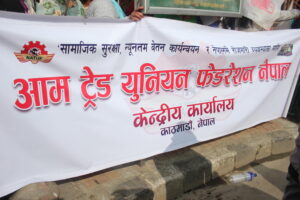 "सामाजिक सुरक्षा, न्यूनतम वेतन कार्यान्वयन र
आम ट्रेड युनियन फेडरेशन नेपाल
केन्द्रीय कार्यालय
काठमाडौं, नेपाल